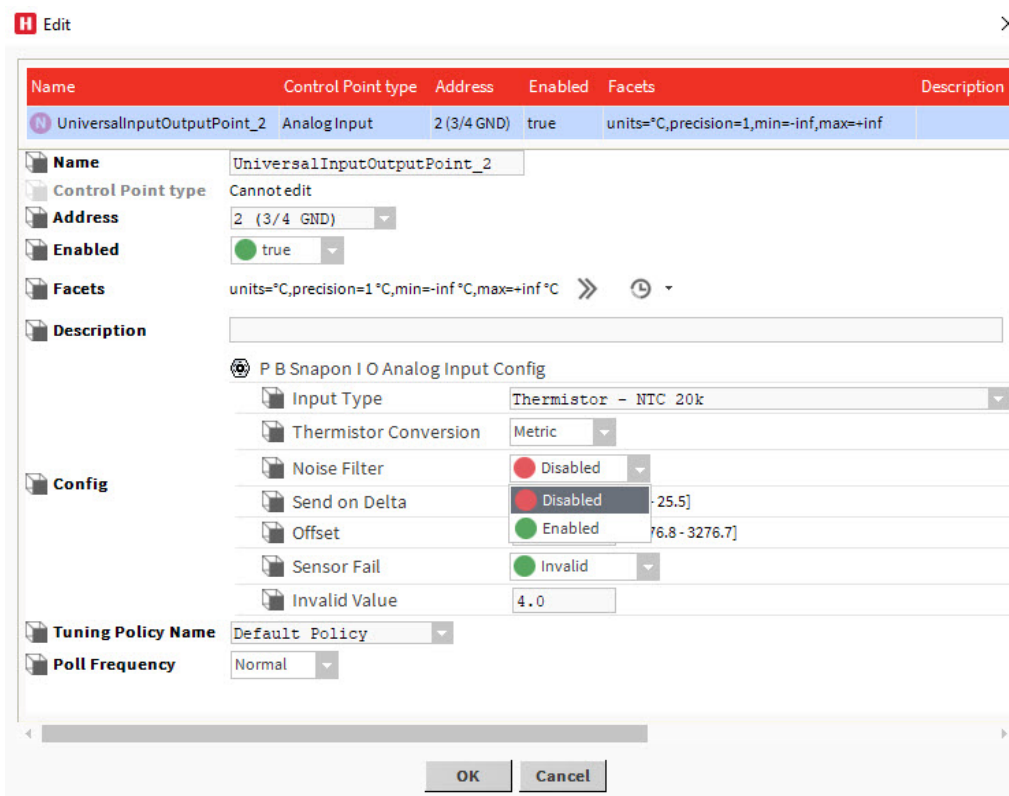 H Edit
Name Control Point type Address Enabled Facets Description
N UniversalInputOutputPoint_2 Analog Input 2 (3/4 GND) true units=°C,precision=1,min=-inf,max=+inf
Name UniversalInputOutputPoint_2
Control Point type Cannot edit
Address 2 (3/4 GND)
Enabled true
Facets units=°C,precision=1 °C,min=-inf °C,max=+inf °C
Description
P B Snapon I O Analog Input Config
Input Type Thermistor - NTC 20k
Thermistor Conversion Metric
Noise Filter Disabled
Config
Send on Delta Disabled - 25.5]
Offset Enabled 76.8 - 3276.7]
Sensor Fail Invalid
Invalid Value 4.0
Tuning Policy Name Default Policy
Poll Frequency Normal
OK Cancel